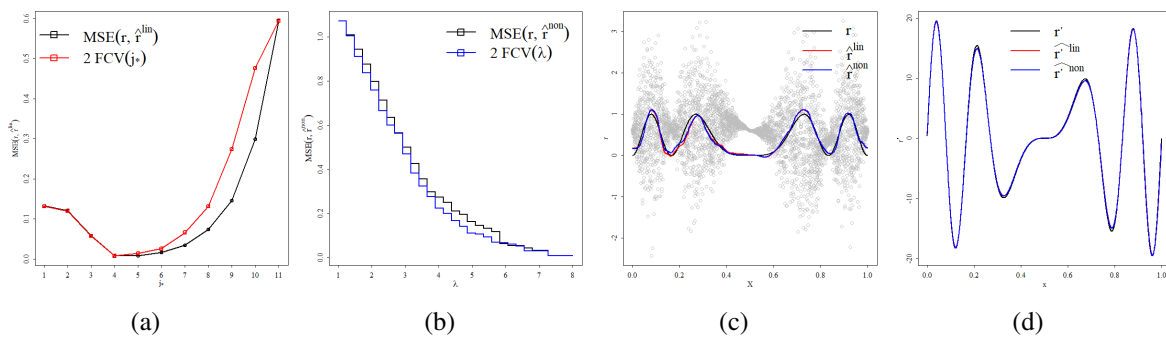 MSE(r, r̂^lin)
2 FCV(j*)
MSE(r, r̂^lin)
0.0 0.1 0.2 0.3 0.4 0.5 0.6
1 2 3 4 5 6 7 8 9 10 11
j*
(a)
MSE(r, r̂^non)
2 FCV(λ)
MSE(r, r̂^non)
0.0 0.2 0.4 0.6 0.8 1.0
1 2 3 4 5 6 7 8
λ
(b)
r
r̂^lin
r̂^non
r
-2 -1 0 1 2 3
0.0 0.2 0.4 0.6 0.8 1.0
X
(c)
r'
r̂'^lin
r̂'^non
r'
-20 -10 0 10 20
0.0 0.2 0.4 0.6 0.8 1.0
x
(d)